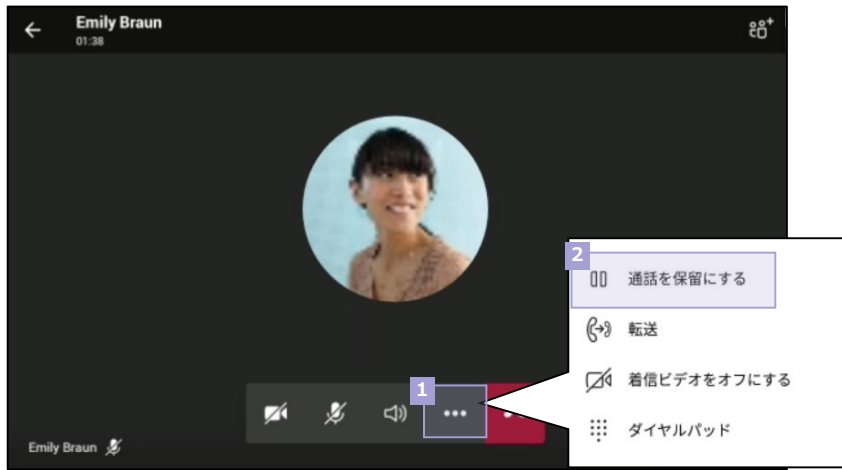 Emily Braun
01:38
2
通話を保留にする
転送
1
着信ビデオをオフにする
ダイヤルパッド
Emily Braun